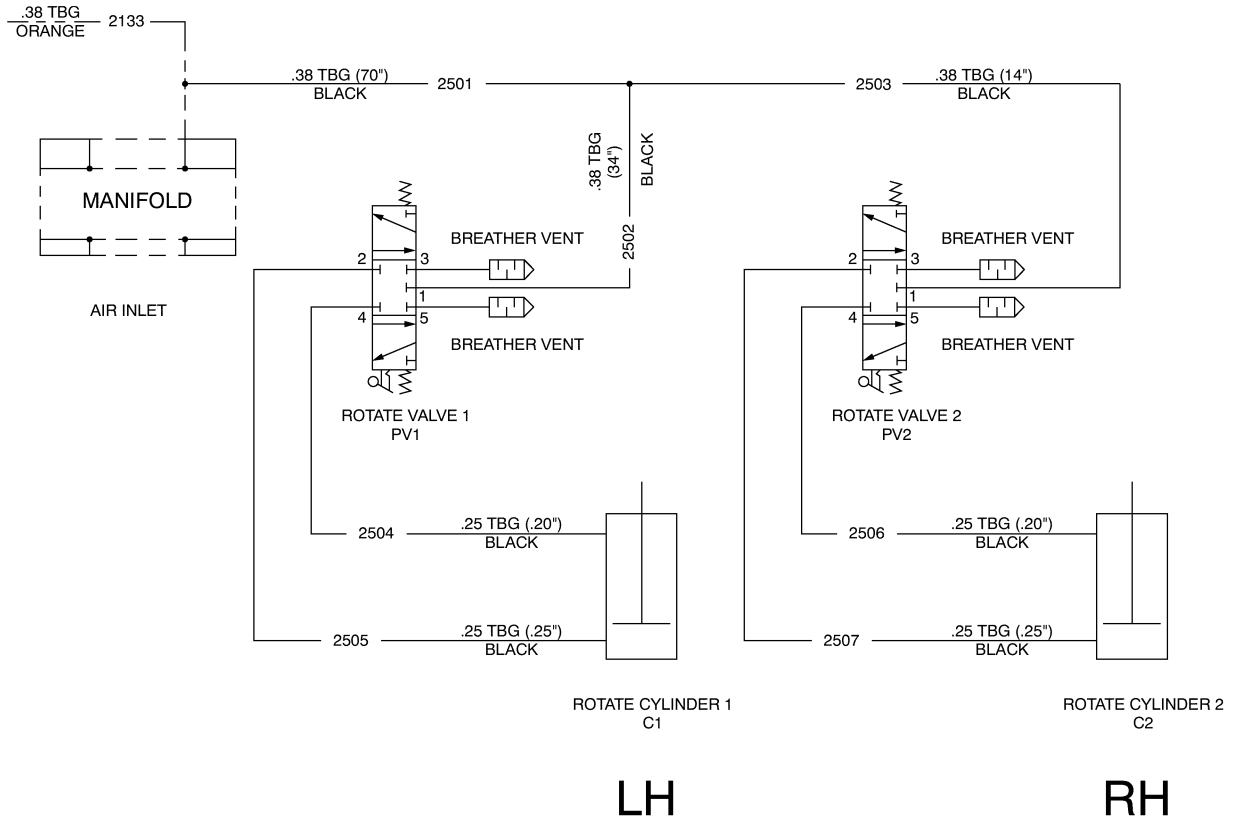 .38 TBG
ORANGE
2133
.38 TBG (70")
BLACK
2501
2503
.38 TBG (14")
BLACK
.38 TBG
(34")
BLACK
2502
MANIFOLD
AIR INLET
BREATHER VENT
2 3
1
4 5
BREATHER VENT
ROTATE VALVE 1
PV1
BREATHER VENT
2 3
1
4 5
BREATHER VENT
ROTATE VALVE 2
PV2
2504
.25 TBG (.20")
BLACK
2505
.25 TBG (.25")
BLACK
2506
.25 TBG (.20")
BLACK
2507
.25 TBG (.25")
BLACK
ROTATE CYLINDER 1
C1
ROTATE CYLINDER 2
C2
LH
RH